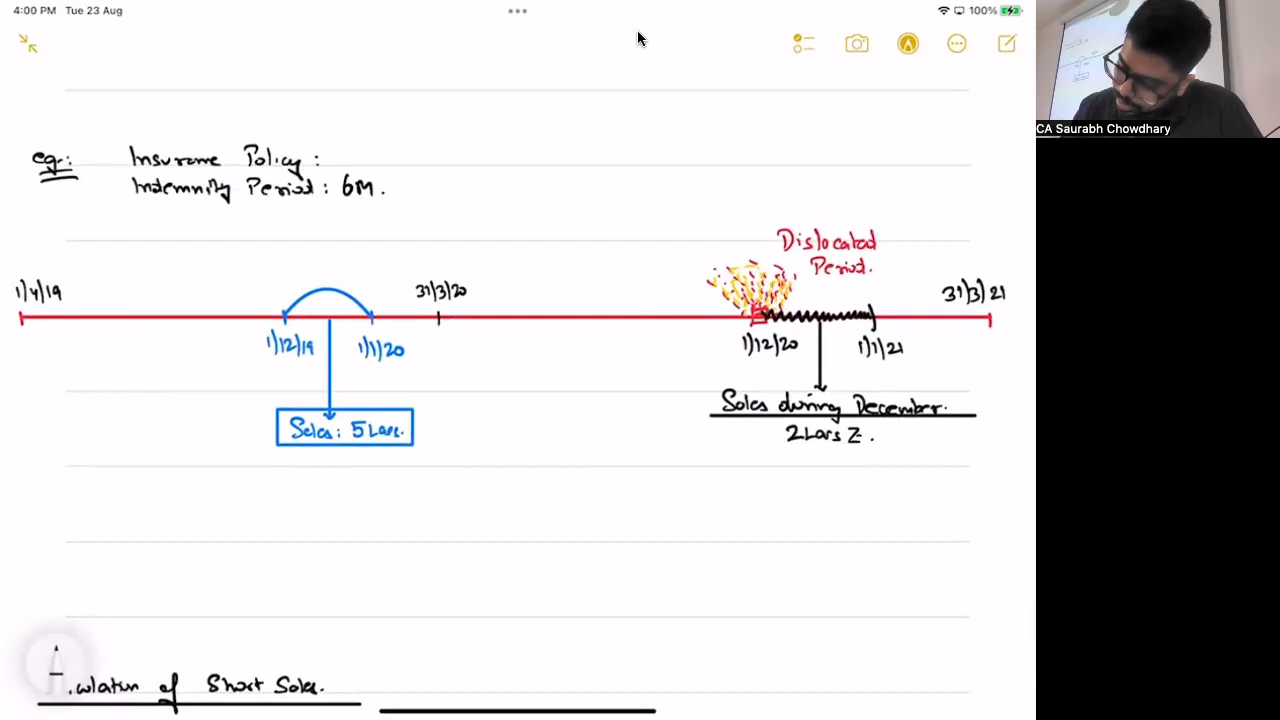 4:00 PM Tue 23 Aug
100%
CA Saurabh Chowdhary
eg:
Insurance Policy:
Indemnity Period: 6M.
Dislocated
Period.
1/4/19
31/3/20
31/3/21
1/12/19
1/1/20
1/12/20
1/1/21
Sales during December.
Sales: 5 Lacs.
2 Lacs
.culation of Short Sales.